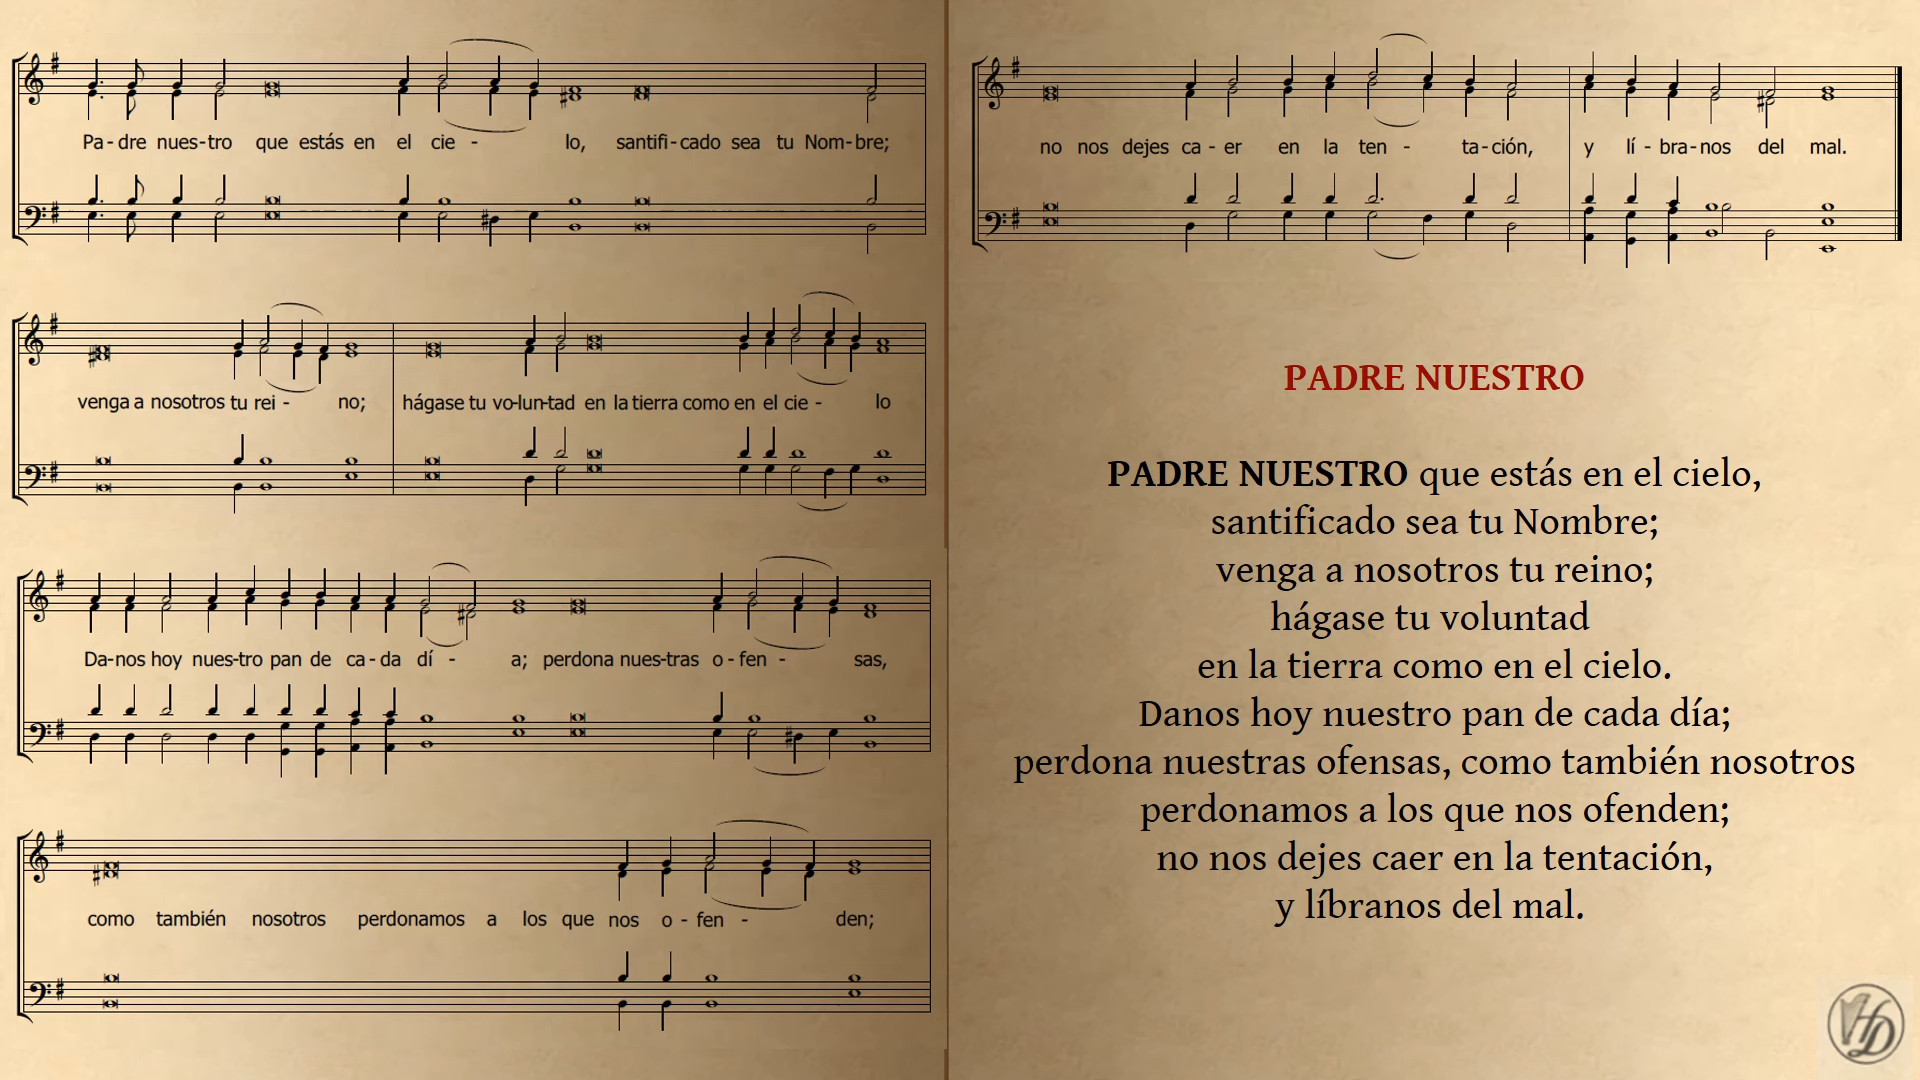 Pa-dre nues-tro que estás en el cie - lo, santifi-cado sea tu Nom-bre;
venga a nosotros tu rei - no; hágase tu vo-lun-tad en la tierra como en el cie - lo
Da-nos hoy nues-tro pan de ca-da dí - a; perdona nues-tras o-fen - sas,
como también nosotros perdonamos a los que nos o-fen - den;
no nos dejes ca-er en la ten - ta-ción, y lí-bra-nos del mal.
PADRE NUESTRO
PADRE NUESTRO que estás en el cielo,
santificado sea tu Nombre;
venga a nosotros tu reino;
hágase tu voluntad
en la tierra como en el cielo.
Danos hoy nuestro pan de cada día;
perdona nuestras ofensas, como también nosotros
perdonamos a los que nos ofenden;
no nos dejes caer en la tentación,
y líbranos del mal.
HD